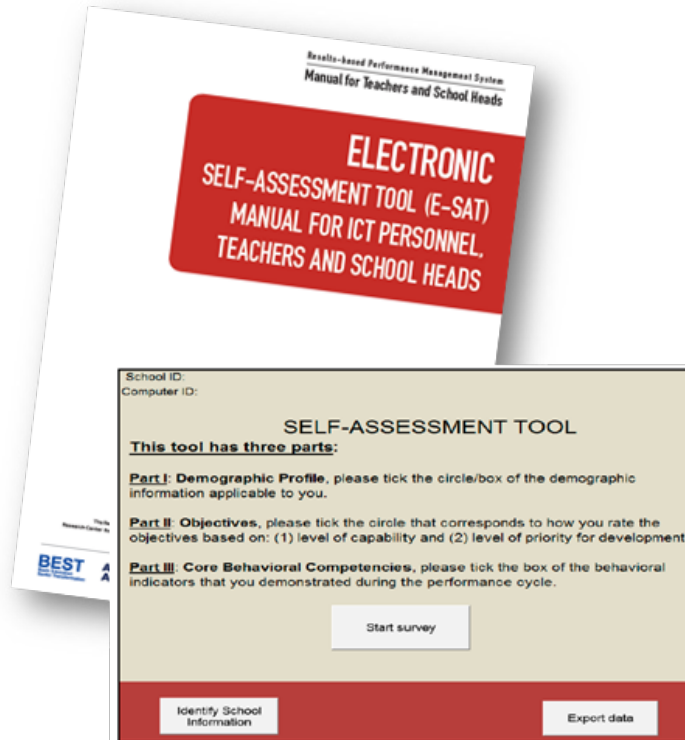 Results-based Performance Management System
Manual for Teachers and School Heads
ELECTRONIC
SELF-ASSESSMENT TOOL (E-SAT)
MANUAL FOR ICT PERSONNEL,
TEACHERS AND SCHOOL HEADS
BEST
School ID:
Computer ID:
SELF-ASSESSMENT TOOL
This tool has three parts:
Part I: Demographic Profile, please tick the circle/box of the demographic
information applicable to you.
Part II: Objectives, please tick the circle that corresponds to how you rate the
objectives based on: (1) level of capability and (2) level of priority for development
Part III: Core Behavioral Competencies, please tick the box of the behavioral
indicators that you demonstrated during the performance cycle.
Start survey
Identify School
Information
Export data